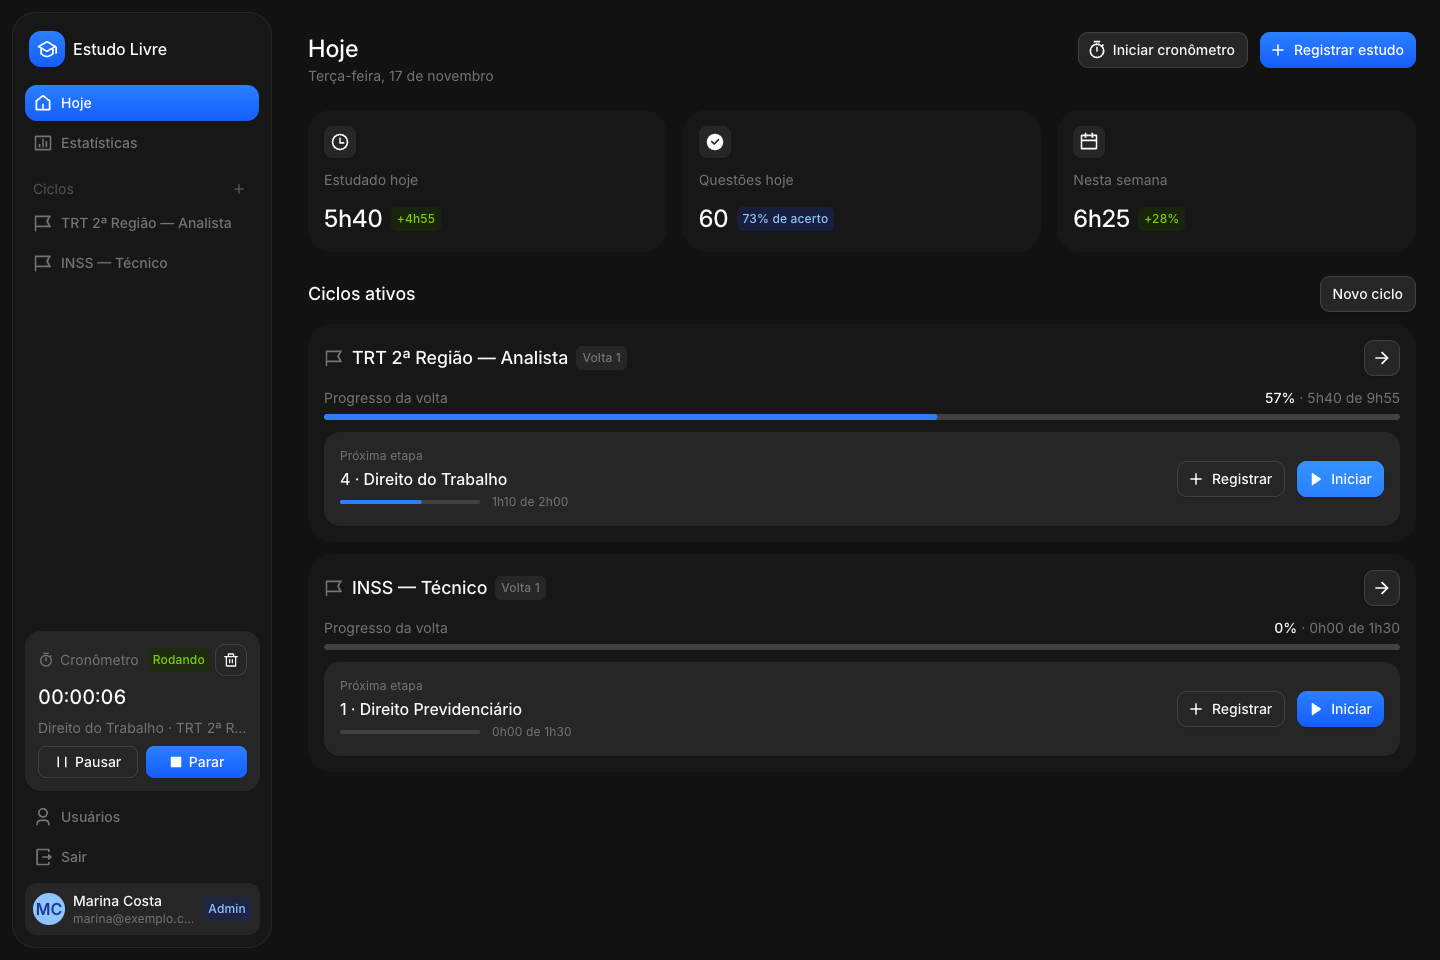 Estudo Livre
Hoje
Estatísticas
Ciclos
TRT 2ª Região — Analista
INSS — Técnico
Cronômetro
Rodando
00:00:06
Direito do Trabalho · TRT 2ª R...
Pausar
Parar
Usuários
Sair
MC
Marina Costa
marina@exemplo.c...
Admin
Hoje
Terça-feira, 17 de novembro
Iniciar cronômetro
Registrar estudo
Estudado hoje
5h40 +4h55
Questões hoje
60 73% de acerto
Nesta semana
6h25 +28%
Ciclos ativos
Novo ciclo
TRT 2ª Região — Analista Volta 1
Progresso da volta
57% · 5h40 de 9h55
Próxima etapa
4 · Direito do Trabalho
1h10 de 2h00
Registrar
Iniciar
INSS — Técnico Volta 1
Progresso da volta
0% · 0h00 de 1h30
Próxima etapa
1 · Direito Previdenciário
0h00 de 1h30
Registrar
Iniciar